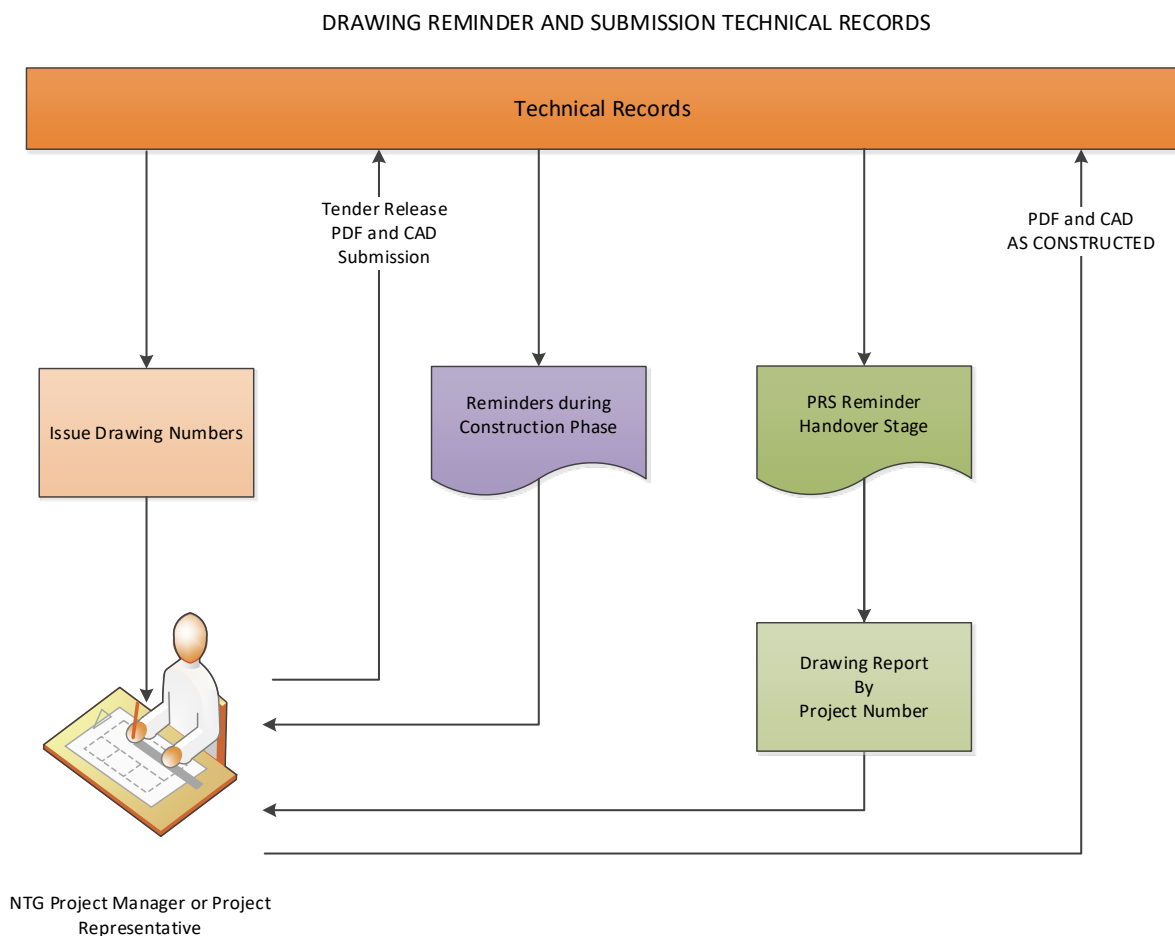 DRAWING REMINDER AND SUBMISSION TECHNICAL RECORDS
Technical Records
Tender Release
PDF and CAD
Submission
PDF and CAD
AS CONSTRUCTED
Issue Drawing Numbers
Reminders during
Construction Phase
PRS Reminder
Handover Stage
Drawing Report
By
Project Number
NTG Project Manager or Project
Representative